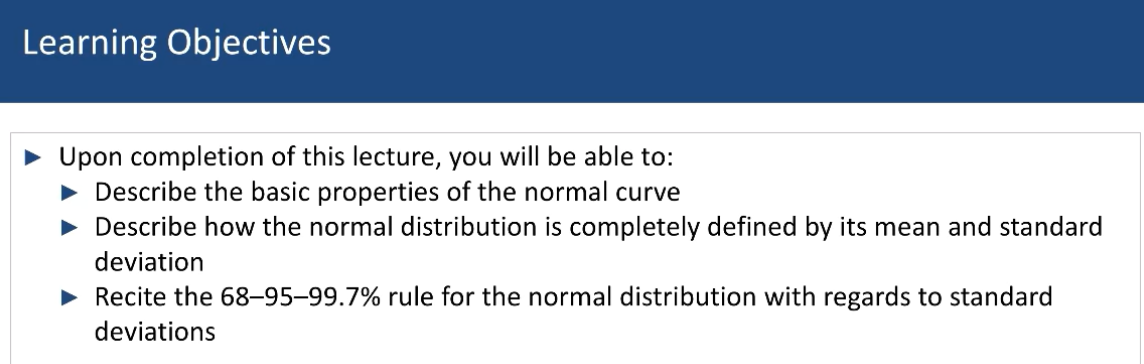 Learning Objectives
Upon completion of this lecture, you will be able to:
Describe the basic properties of the normal curve
Describe how the normal distribution is completely defined by its mean and standard
deviation
Recite the 68–95–99.7% rule for the normal distribution with regards to standard
deviations